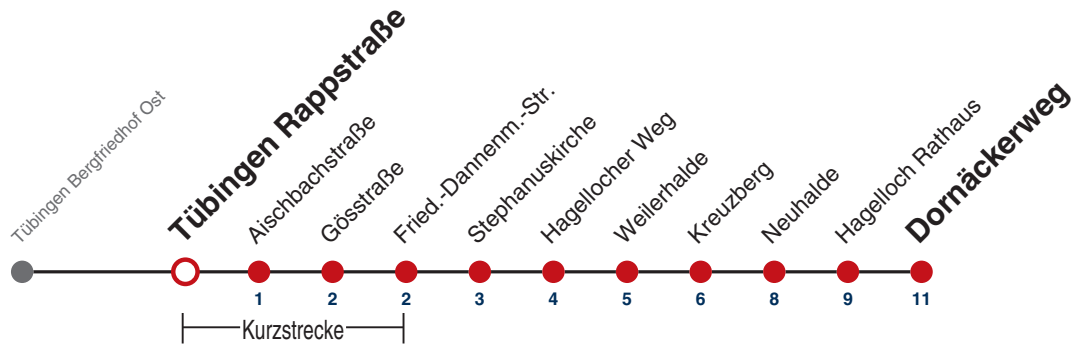 Tübingen Bergfriedhof Ost
Tübingen Rappstraße
Aischbachstraße
Gösstraße
Fried.-Dannenm.-Str.
Stephanuskirche
Hagellocher Weg
Weilerhalde
Kreuzberg
Neuhalde
Hagelloch Rathaus
Dornäckerweg
1 2 2 3 4 5 6 8 9 11
Kurzstrecke